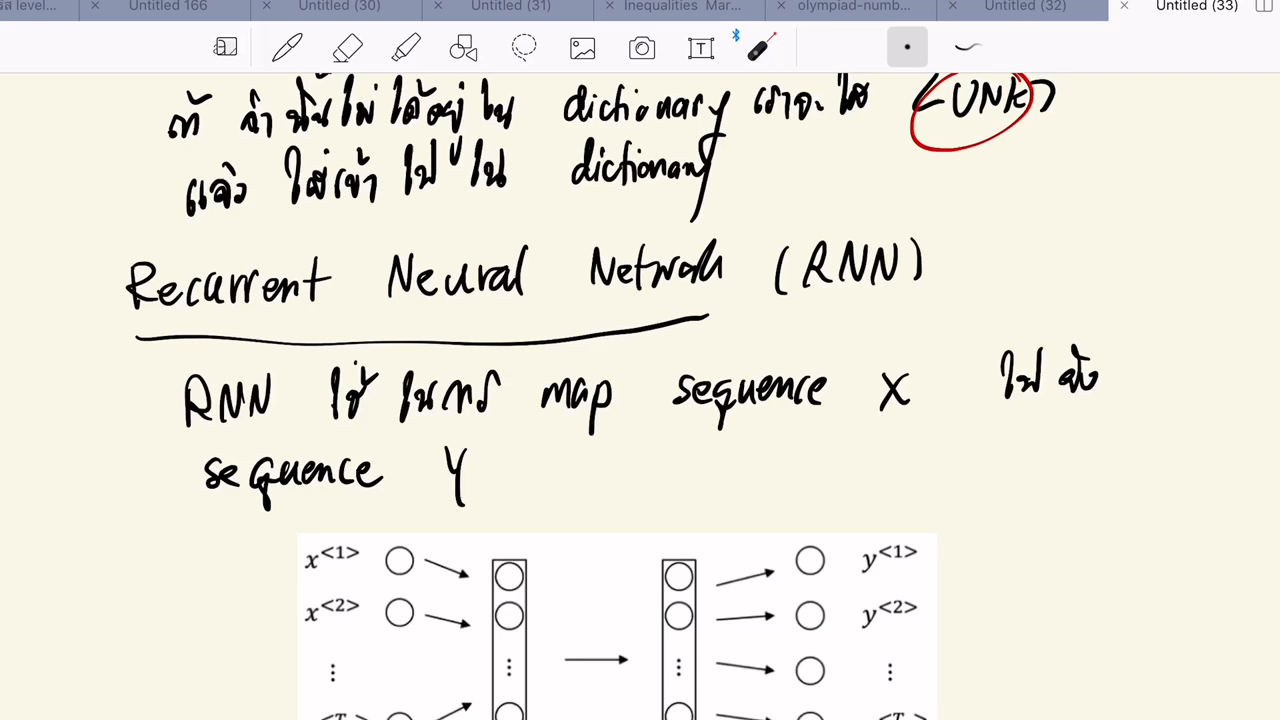 ส level...
Untitled 166
Untitled (30)
Untitled (31)
Inequalities Mar...
olympiad-numb...
Untitled (32)
Untitled (33)
T
ถ้า คำ นั้นไม่ ได้อยู่ ใน dictionary เราจะ ใส่ <UNK>
แล้ว ใส่เข้า ไป ใน dictionary
Recurrent Neural Network (RNN)
RNN ใช้ ในการ map sequence X ไป ยัง
sequence Y
x<1> y<1>
x<2> y<2>
⋮ ⋮ ⋮ ⋮